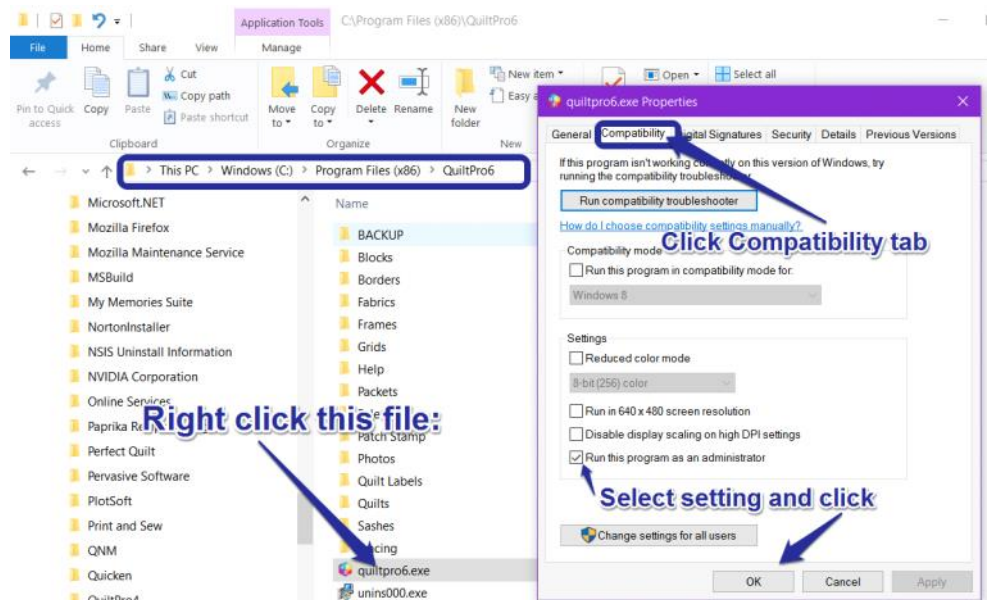 Application Tools
C:\Program Files (x86)\QuiltPro6
File Home Share View Manage
Pin to Quick access
Copy
Paste
Cut
Copy path
Paste shortcut
Move to
Copy to
Delete
Rename
New folder
New item
Easy
Open
Select all
Clipboard
Organize
New
This PC > Windows (C:) > Program Files (x86) > QuiltPro6
Microsoft.NET
Mozilla Firefox
Mozilla Maintenance Service
MSBuild
My Memories Suite
NortonInstaller
NSIS Uninstall Information
NVIDIA Corporation
Online Services
Paprika
Perfect Quilt
Pervasive Software
PlotSoft
Print and Sew
QNM
Quicken
QuiltPro4
Name
BACKUP
Blocks
Borders
Fabrics
Frames
Grids
Help
Packets
Patch Stamp
Photos
Quilt Labels
Quilts
Sashes
quiltpro6.exe
unins000.exe
Right click this file:
quiltpro6.exe Properties
General Compatibility Digital Signatures Security Details Previous Versions
If this program isn't working correctly on this version of Windows, try
running the compatibility troubleshooter.
Run compatibility troubleshooter
How do I choose compatibility settings manually?
Click Compatibility tab
Compatibility mode
Run this program in compatibility mode for:
Windows 8
Settings
Reduced color mode
8-bit (256) color
Run in 640 x 480 screen resolution
Disable display scaling on high DPI settings
Run this program as an administrator
Select setting and click
Change settings for all users
OK Cancel Apply